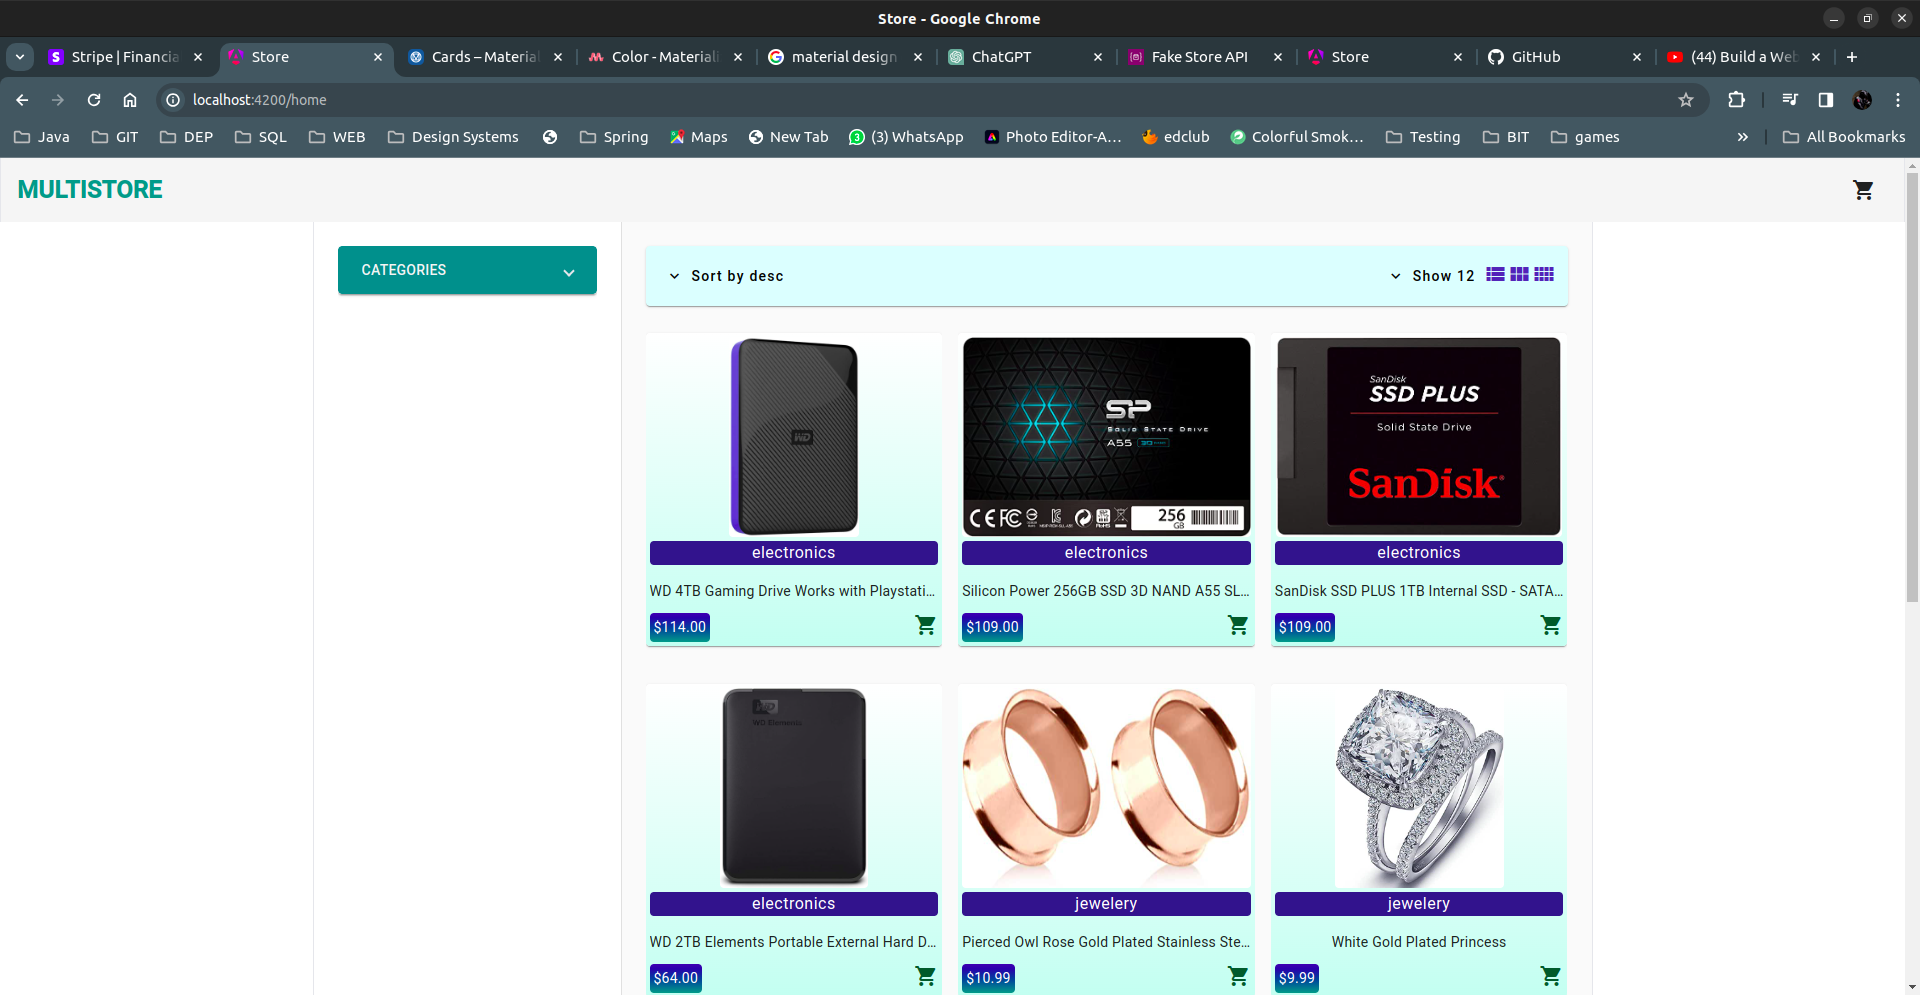 Store - Google Chrome
Stripe | Financia
Store
Cards – Material
Color - Materiali
material design
ChatGPT
Fake Store API
Store
GitHub
(44) Build a Web
localhost:4200/home
Java
GIT
DEP
SQL
WEB
Design Systems
Spring
Maps
New Tab
(3) WhatsApp
Photo Editor-A...
edclub
Colorful Smok...
Testing
BIT
games
»
All Bookmarks
MULTISTORE
CATEGORIES
Sort by desc
Show 12
WD
SP
SOLID STATE DRIVE
A55
256
GB
SanDisk
SSD PLUS
Solid State Drive
SanDisk
electronics
electronics
electronics
WD 4TB Gaming Drive Works with Playstati...
Silicon Power 256GB SSD 3D NAND A55 SL...
SanDisk SSD PLUS 1TB Internal SSD - SATA...
$114.00
$109.00
$109.00
WD
WD Elements
electronics
jewelery
jewelery
WD 2TB Elements Portable External Hard D...
Pierced Owl Rose Gold Plated Stainless Ste...
White Gold Plated Princess
$64.00
$10.99
$9.99